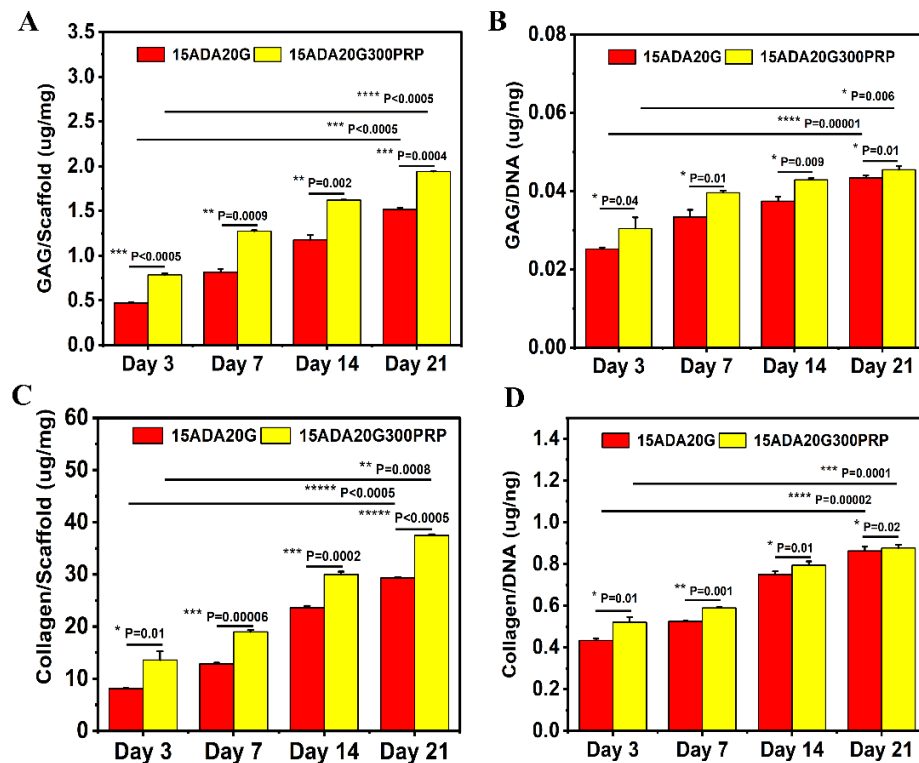 A
GAG/Scaffold (ug/mg)
3.5
3.0
2.5
2.0
1.5
1.0
0.5
0.0
15ADA20G 15ADA20G300PRP
**** P<0.0005
*** P<0.0005
*** P=0.0004
** P=0.002
** P=0.0009
*** P<0.0005
Day 3 Day 7 Day 14 Day 21
B
GAG/DNA (ug/ng)
0.08
0.06
0.04
0.02
0.00
15ADA20G 15ADA20G300PRP
* P=0.006
**** P=0.00001
* P=0.01
* P=0.009
* P=0.01
* P=0.04
Day 3 Day 7 Day 14 Day 21
C
Collagen/Scaffold (ug/mg)
60
50
40
30
20
10
0
15ADA20G 15ADA20G300PRP
** P=0.0008
***** P<0.0005
***** P<0.0005
*** P=0.0002
*** P=0.00006
* P=0.01
Day 3 Day 7 Day 14 Day 21
D
Collagen/DNA (ug/ng)
1.4
1.2
1.0
0.8
0.6
0.4
0.2
0.0
15ADA20G 15ADA20G300PRP
*** P=0.0001
**** P=0.00002
* P=0.02
* P=0.01
** P=0.001
* P=0.01
Day 3 Day 7 Day 14 Day 21